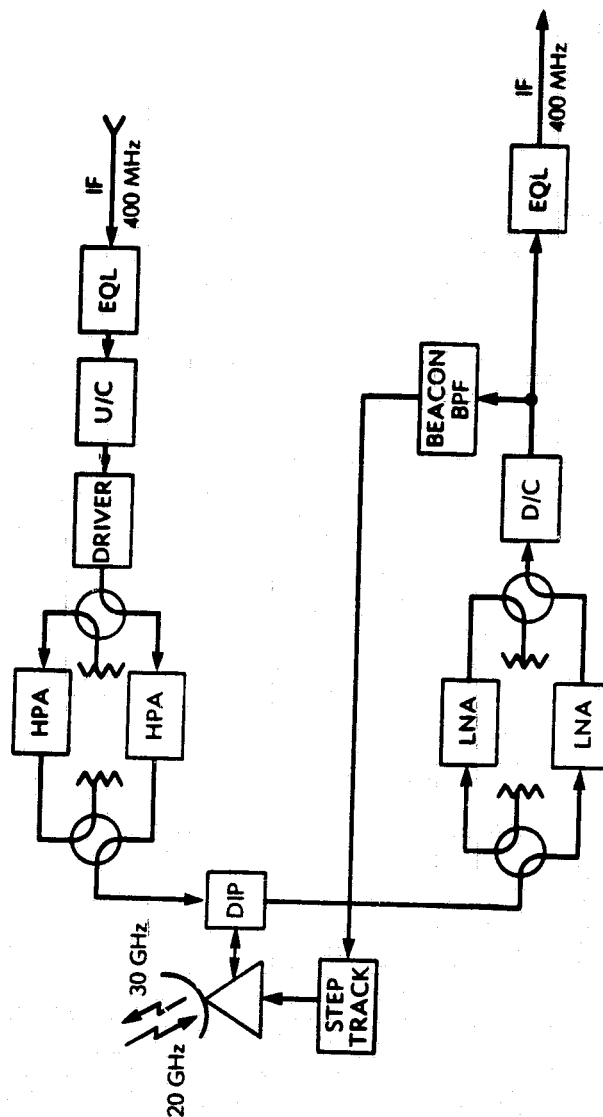 IF
400 MHz
EQL
U/C
DRIVER
HPA
HPA
30 GHz
20 GHz
DIP
STEP
TRACK
LNA
LNA
D/C
BEACON
BPF
EQL
IF
400 MHz